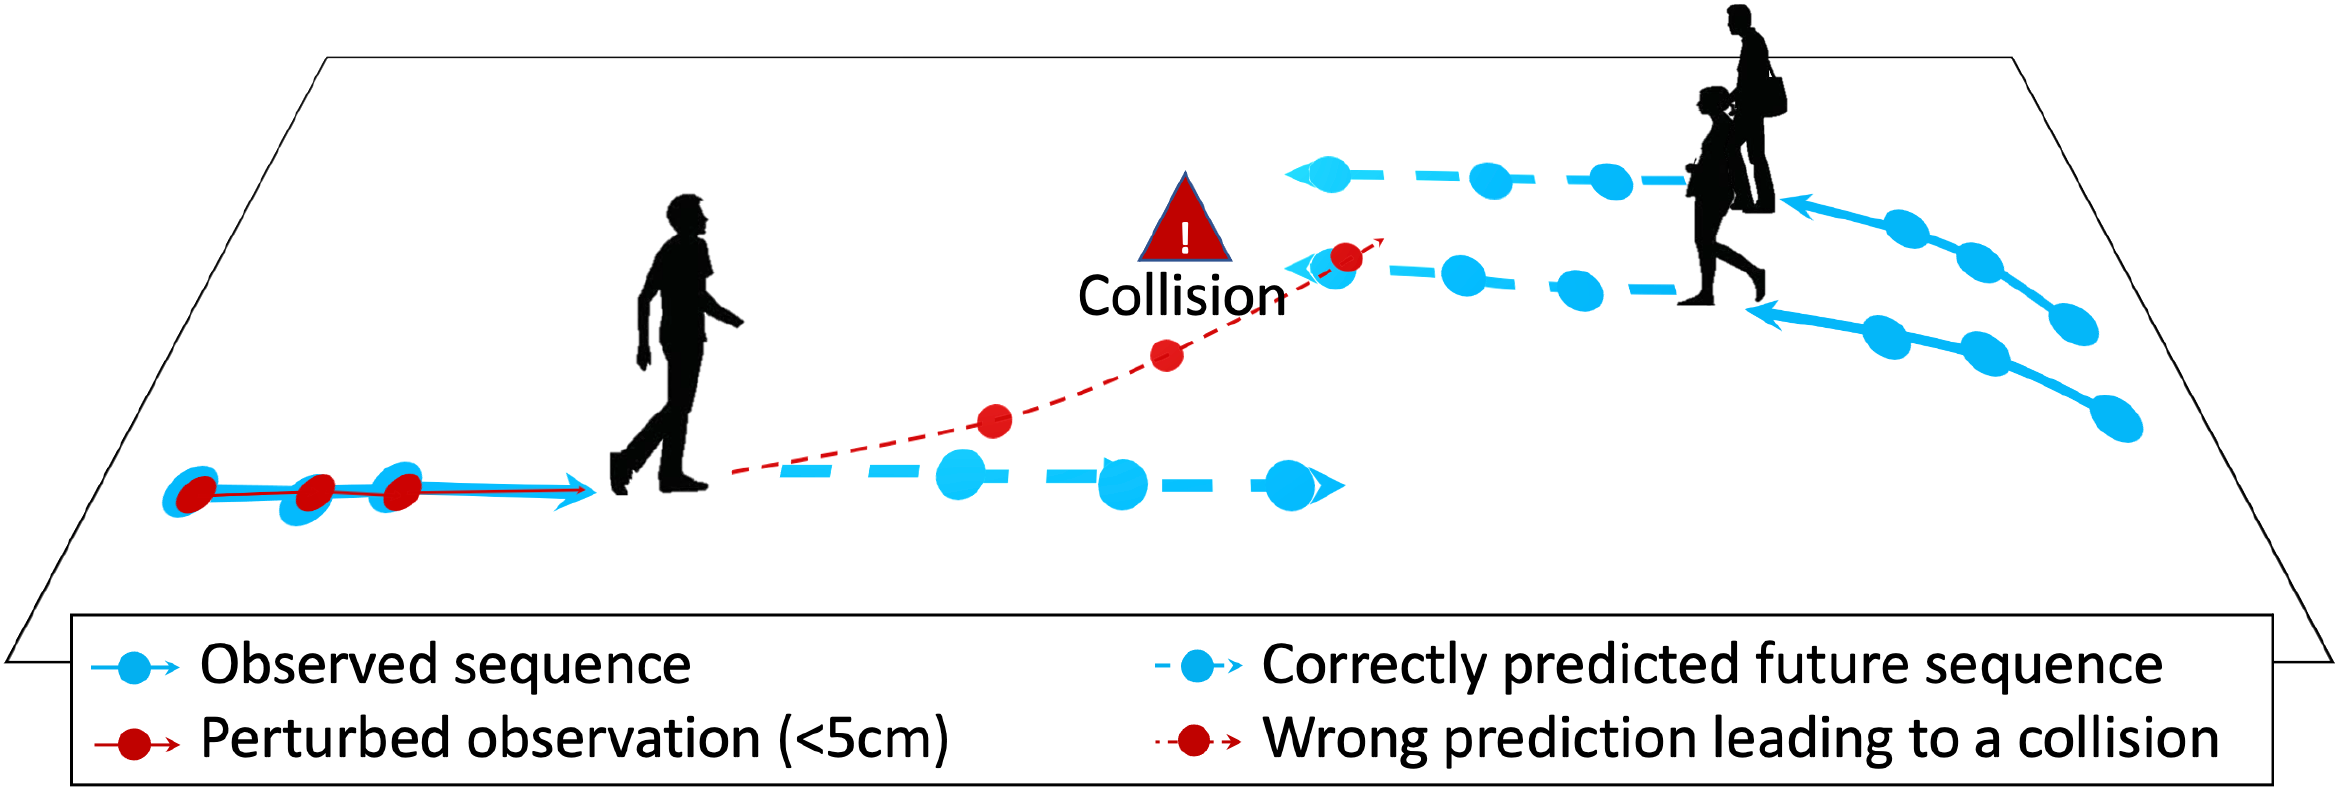 !
Collision
Observed sequence
Correctly predicted future sequence
Perturbed observation (<5cm)
Wrong prediction leading to a collision